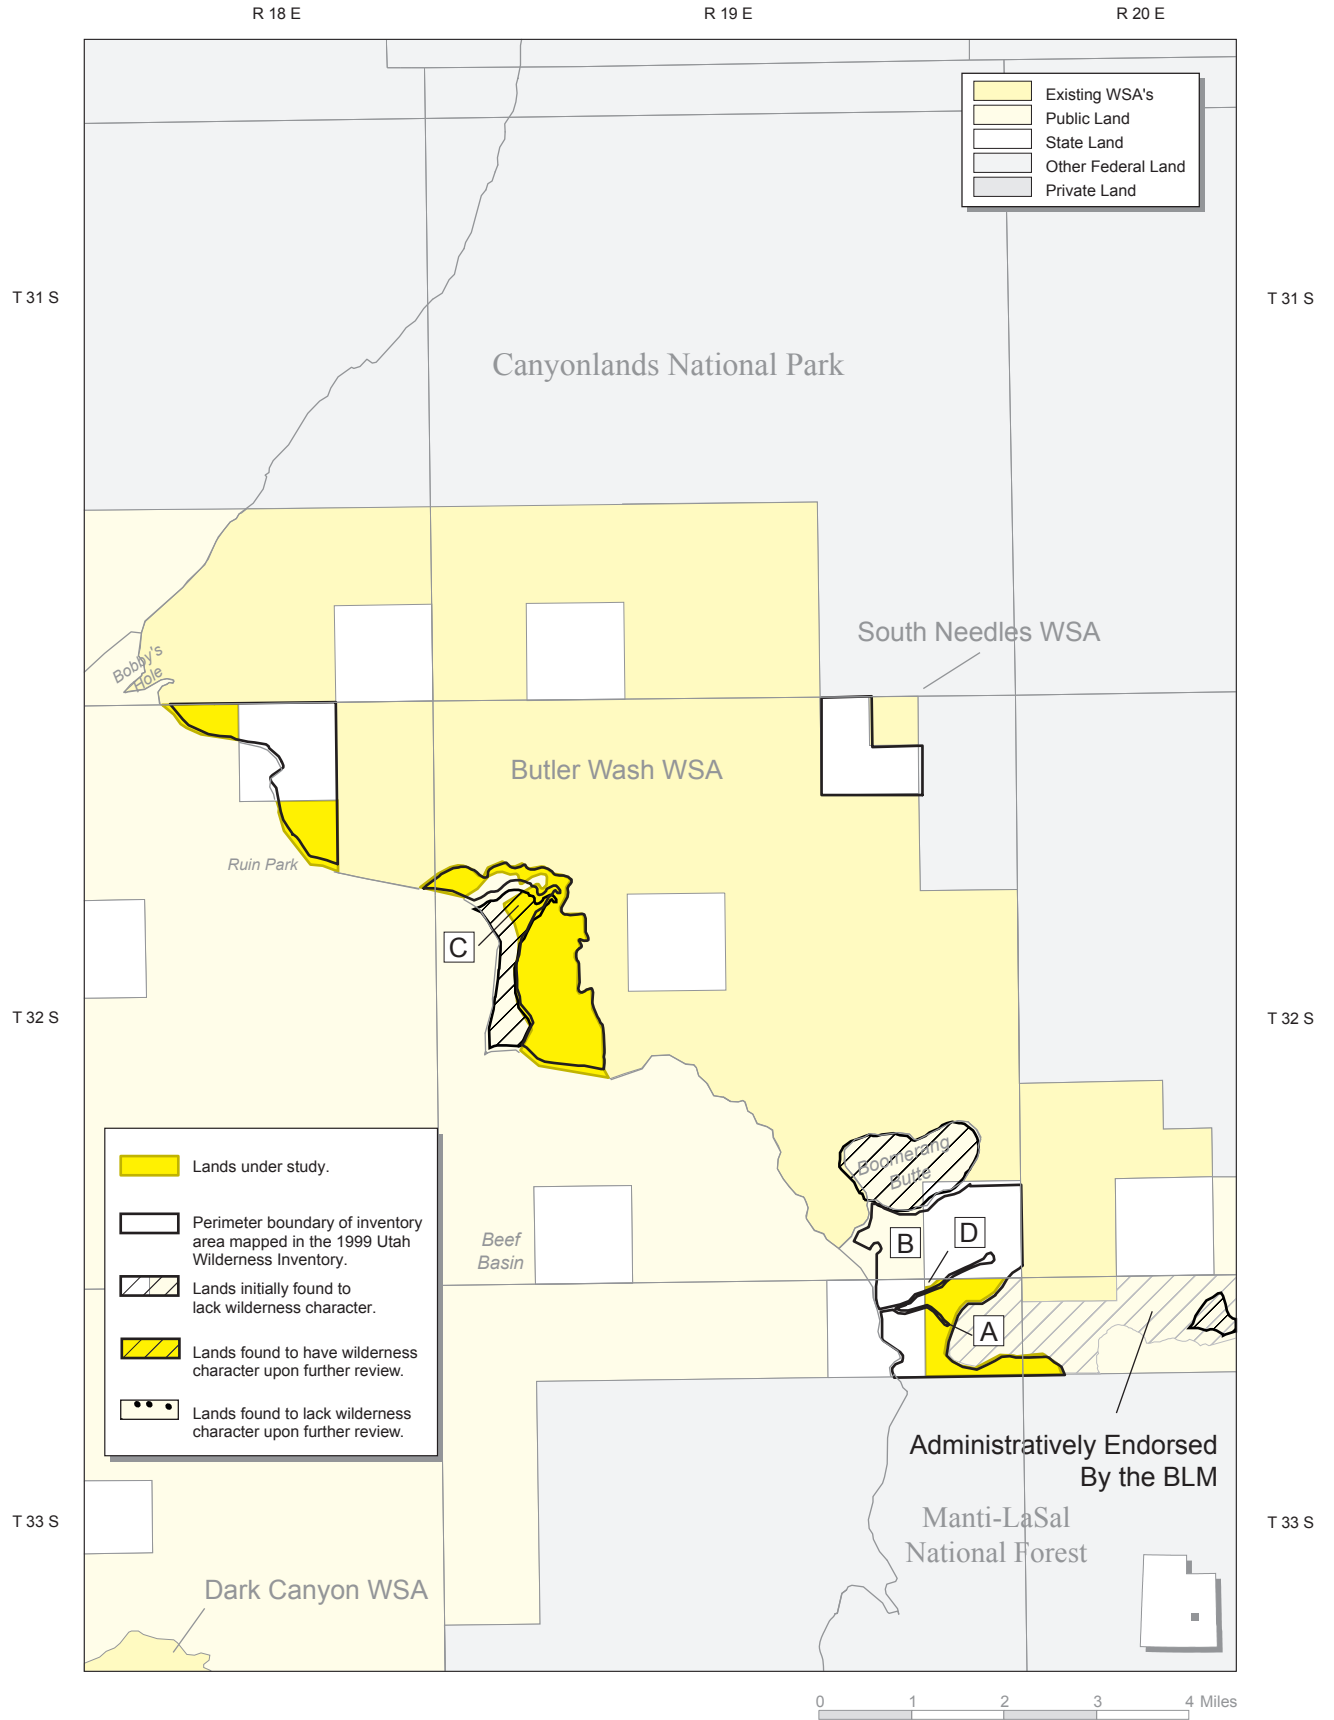 R 18 E
R 19 E
R 20 E
Existing WSA's
Public Land
State Land
Other Federal Land
Private Land
T 31 S
T 31 S
Canyonlands National Park
South Needles WSA
Bobby's
Hole
Butler Wash WSA
Ruin Park
C
T 32 S
T 32 S
Boomerang
Butte
Lands under study.
Perimeter boundary of inventory
area mapped in the 1999 Utah
Wilderness Inventory.
Lands initially found to
lack wilderness character.
Lands found to have wilderness
character upon further review.
Lands found to lack wilderness
character upon further review.
Beef
Basin
B
D
A
Administratively Endorsed
By the BLM
T 33 S
T 33 S
Manti-LaSal
National Forest
Dark Canyon WSA
0 1 2 3 4 Miles